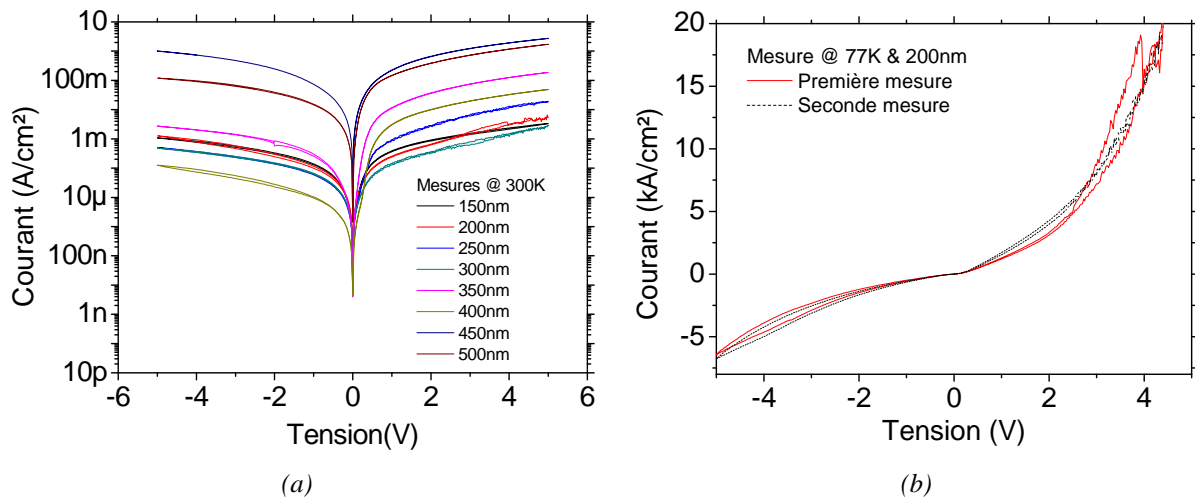 10
100m
1m
10µ
100n
1n
10p
Courant (A/cm²)
Mesures @ 300K
150nm
200nm
250nm
300nm
350nm
400nm
450nm
500nm
-6 -4 -2 0 2 4 6
Tension(V)
(a)
20
15
10
5
0
-5
Courant (kA/cm²)
Mesure @ 77K & 200nm
Première mesure
Seconde mesure
-4 -2 0 2 4
Tension (V)
(b)